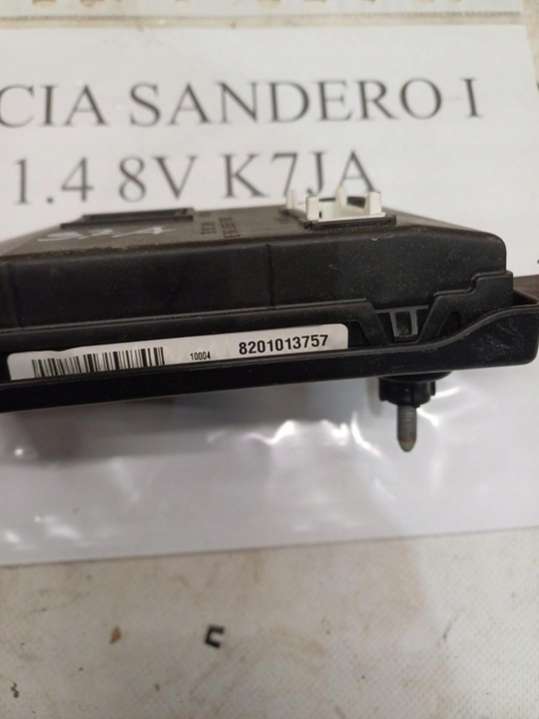 CIA SANDERO I
1.4 8V K7JA
10004 8201013757